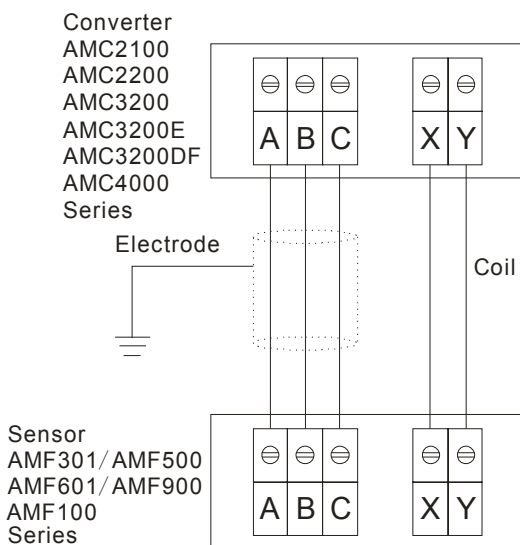 Converter
AMC2100
AMC2200
AMC3200
AMC3200E
AMC3200DF
AMC4000
Series
A B C X Y
Electrode
Coil
Sensor
AMF301/AMF500
AMF601/AMF900
AMF100
Series
A B C X Y